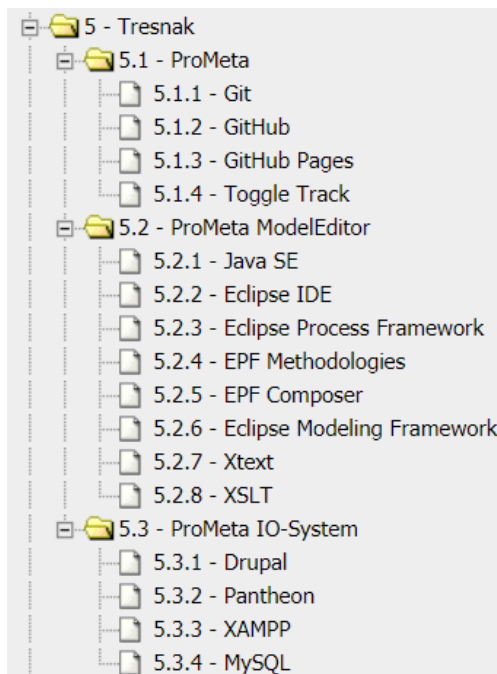 5 - Tresnak
5.1 - ProMeta
5.1.1 - Git
5.1.2 - GitHub
5.1.3 - GitHub Pages
5.1.4 - Toggle Track
5.2 - ProMeta ModelEditor
5.2.1 - Java SE
5.2.2 - Eclipse IDE
5.2.3 - Eclipse Process Framework
5.2.4 - EPF Methodologies
5.2.5 - EPF Composer
5.2.6 - Eclipse Modeling Framework
5.2.7 - Xtext
5.2.8 - XSLT
5.3 - ProMeta IO-System
5.3.1 - Drupal
5.3.2 - Pantheon
5.3.3 - XAMPP
5.3.4 - MySQL